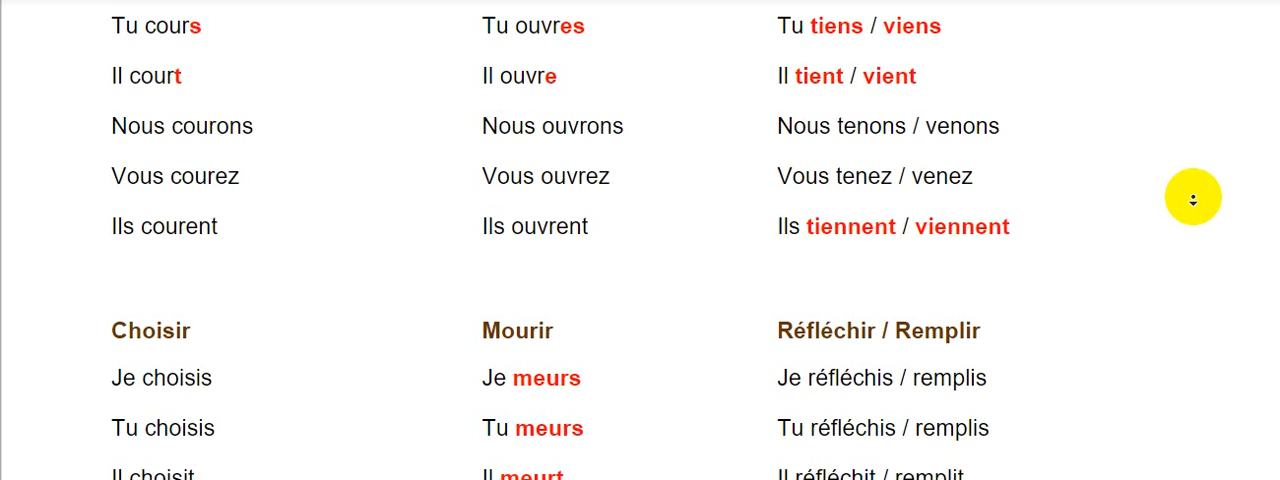 Tu cours Tu ouvres Tu tiens / viens
Il court Il ouvre Il tient / vient
Nous courons Nous ouvrons Nous tenons / venons
Vous courez Vous ouvrez Vous tenez / venez
Ils courent Ils ouvrent Ils tiennent / viennent
Choisir Mourir Réfléchir / Remplir
Je choisis Je meurs Je réfléchis / remplis
Tu choisis Tu meurs Tu réfléchis / remplis
Il choisit Il meurt Il réfléchit / remplit